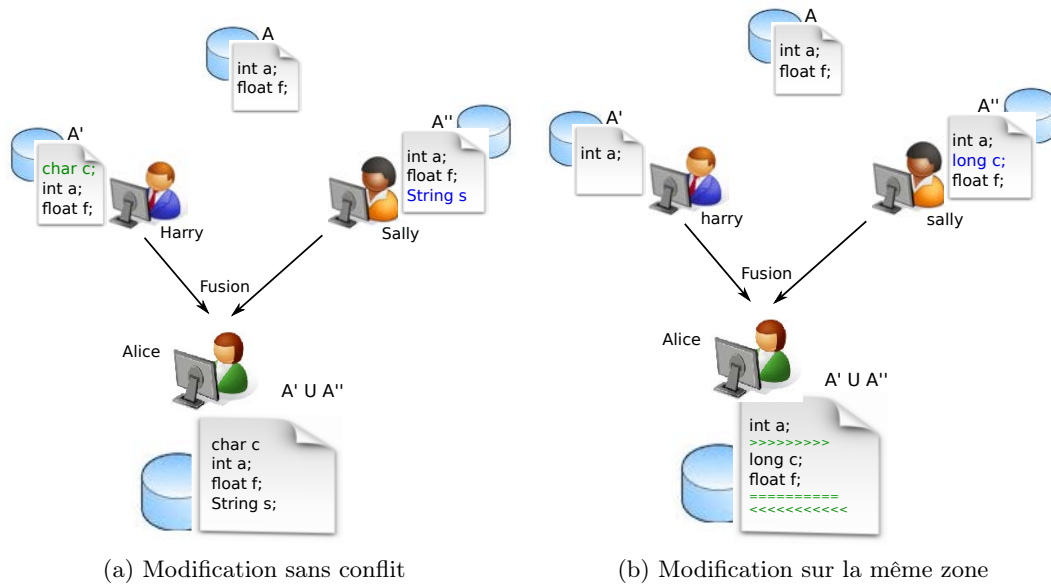 A
int a;
float f;
A'
char c;
int a;
float f;
Harry
A''
int a;
float f;
String s
Sally
Fusion
Alice
A' U A''
char c
int a;
float f;
String s;
(a) Modification sans conflit
A
int a;
float f;
A'
int a;
harry
A''
int a;
long c;
float f;
sally
Fusion
Alice
A' U A''
int a;
>>>>>>>>>
long c;
float f;
==========
<<<<<<<<<<<
(b) Modification sur la même zone